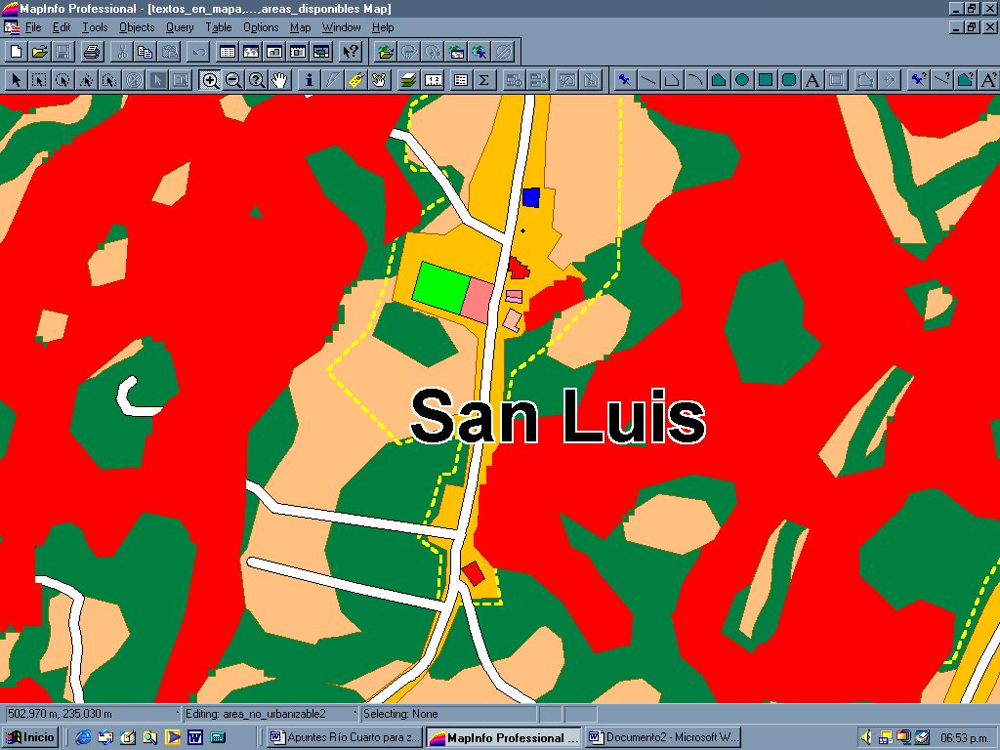 MapInfo Professional - [textos_en_mapa,...,areas_disponibles Map]
File Edit Tools Objects Query Table Options Map Window Help
San Luis
502,970 m, 235,030 m Editing: area_no_urbanizable2 Selecting: None
Inicio Apuntes Río Cuarto para z... MapInfo Professional ... Documento2 - Microsoft W... 06:53 p.m.